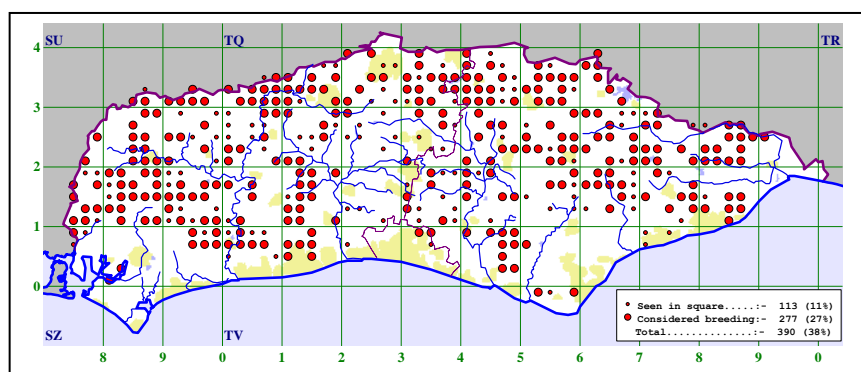 SU TQ TR
4
3
2
1
0
SZ TV
8 9 0 1 2 3 4 5 6 7 8 9 0
Seen in square.....:- 113 (11%)
Considered breeding:- 277 (27%)
Total..............:- 390 (38%)